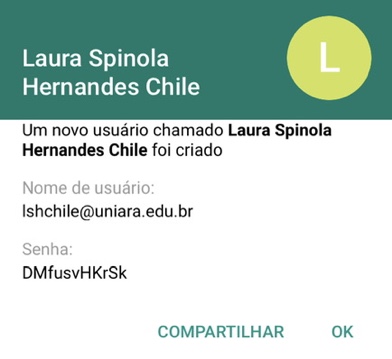 Laura Spinola
Hernandes Chile
L
Um novo usuário chamado Laura Spinola
Hernandes Chile foi criado
Nome de usuário:
lshchile@uniara.edu.br
Senha:
DMfusvHKrSk
COMPARTILHAR OK